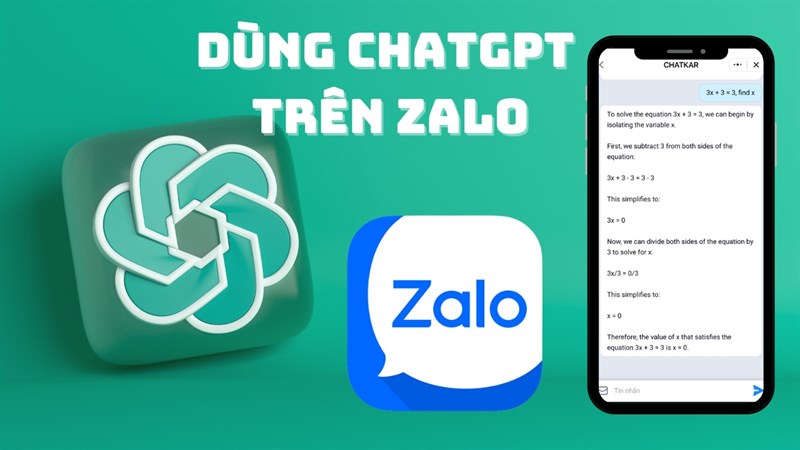 DÙNG CHATGPT
TRÊN ZALO
Zalo
CHATKAR
3x + 3 = 3, find x
To solve the equation 3x + 3 = 3, we can begin by
isolating the variable x.
First, we subtract 3 from both sides of the
equation:
3x + 3 - 3 = 3 - 3
This simplifies to:
3x = 0
Now, we can divide both sides of the equation by
3 to solve for x:
3x/3 = 0/3
This simplifies to:
x = 0
Therefore, the value of x that satisfies the
equation 3x + 3 = 3 is x = 0.
Tin nhắn